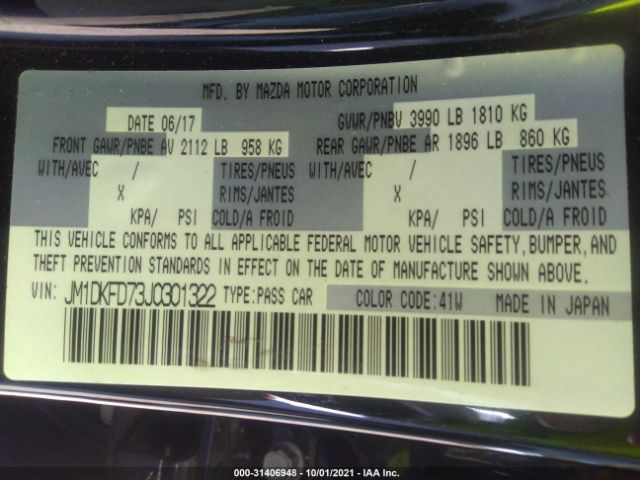 MFD. BY MAZDA MOTOR CORPORATION
DATE 06/17 GVWR/PNBV 3990 LB 1810 KG
FRONT GAWR/PNBE AV 2112 LB 958 KG REAR GAWR/PNBE AR 1896 LB 860 KG
WITH/AVEC / TIRES/PNEUS WITH/AVEC / TIRES/PNEUS
X RIMS/JANTES X RIMS/JANTES
KPA/ PSI COLD/A FROID KPA/ PSI COLD/A FROID
THIS VEHICLE CONFORMS TO ALL APPLICABLE FEDERAL MOTOR VEHICLE SAFETY, BUMPER, AND
THEFT PREVENTION STANDARDS IN EFFECT ON THE DATE OF MANUFACTURE SHOWN ABOVE.
VIN: JM1DKFD73J0301322 TYPE:PASS CAR COLOR CODE:41W MADE IN JAPAN
000-31406948 - 10/01/2021 - IAA Inc.